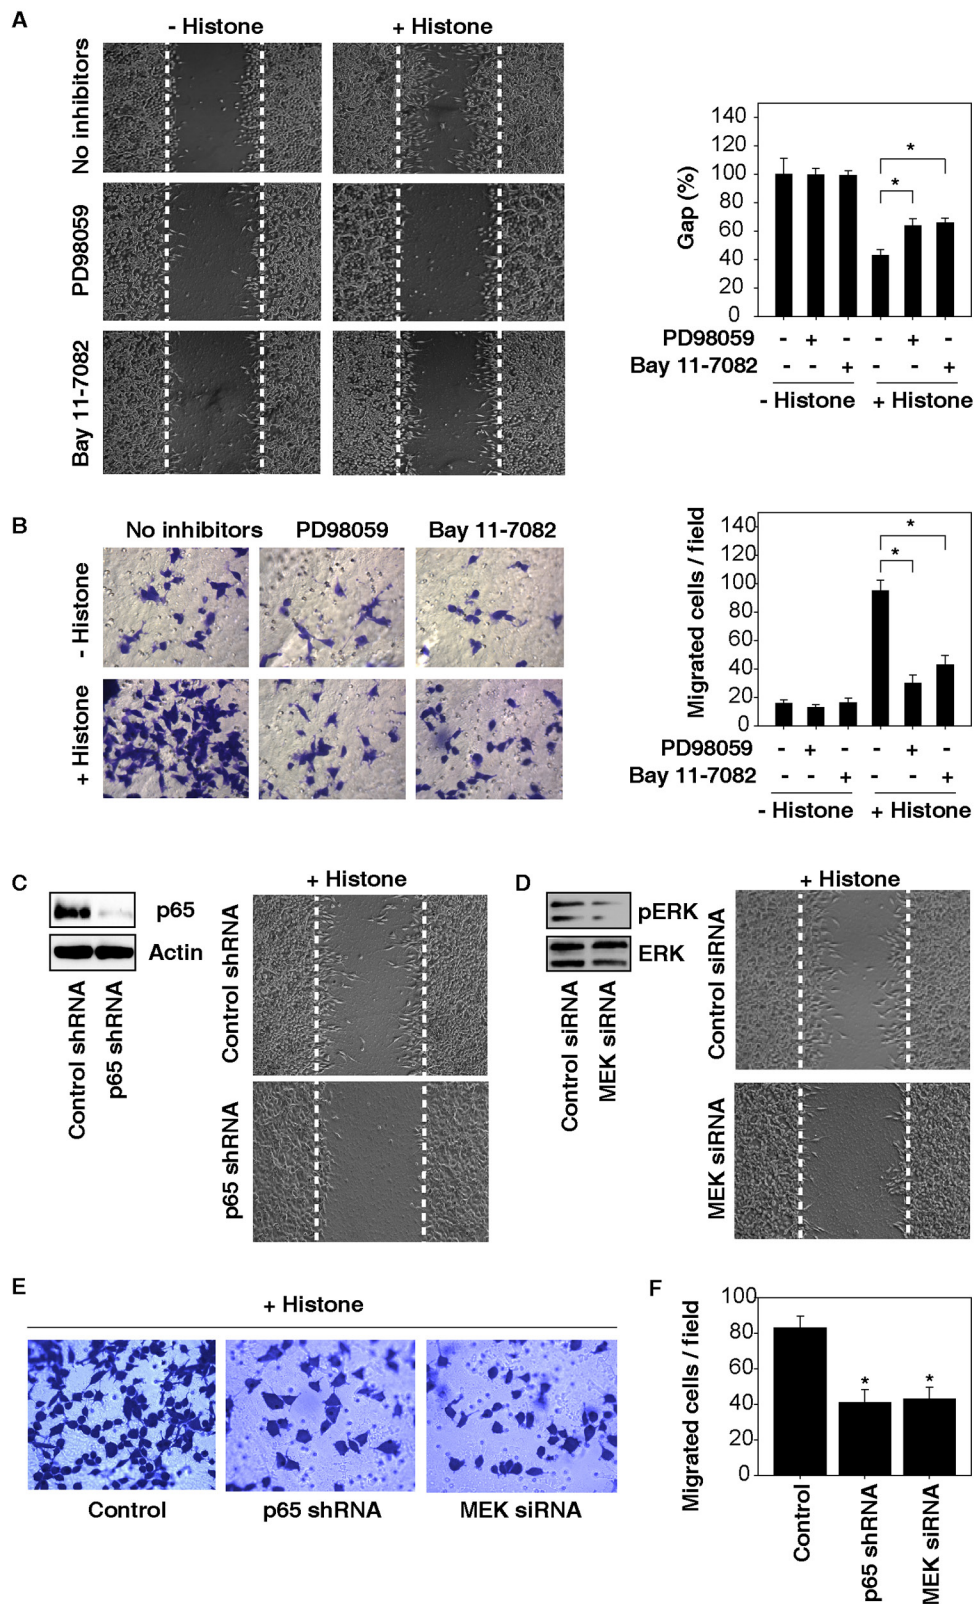 A
- Histone
+ Histone
No inhibitors
PD98059
Bay 11-7082
Gap (%)
140
120
100
80
60
40
20
0
*
*
PD98059 - + - - + -
Bay 11-7082 - - + - - +
- Histone + Histone
B
No inhibitors PD98059 Bay 11-7082
- Histone
+ Histone
Migrated cells / field
140
120
100
80
60
40
20
0
*
*
PD98059 - + - - + -
Bay 11-7082 - - + - - +
- Histone + Histone
C
p65
Actin
Control shRNA
p65 shRNA
+ Histone
Control shRNA
p65 shRNA
D
pERK
ERK
Control siRNA
MEK siRNA
+ Histone
Control siRNA
MEK siRNA
E
+ Histone
Control p65 shRNA MEK siRNA
F
Migrated cells / field
100
80
60
40
20
0
* *
Control
p65 shRNA
MEK siRNA